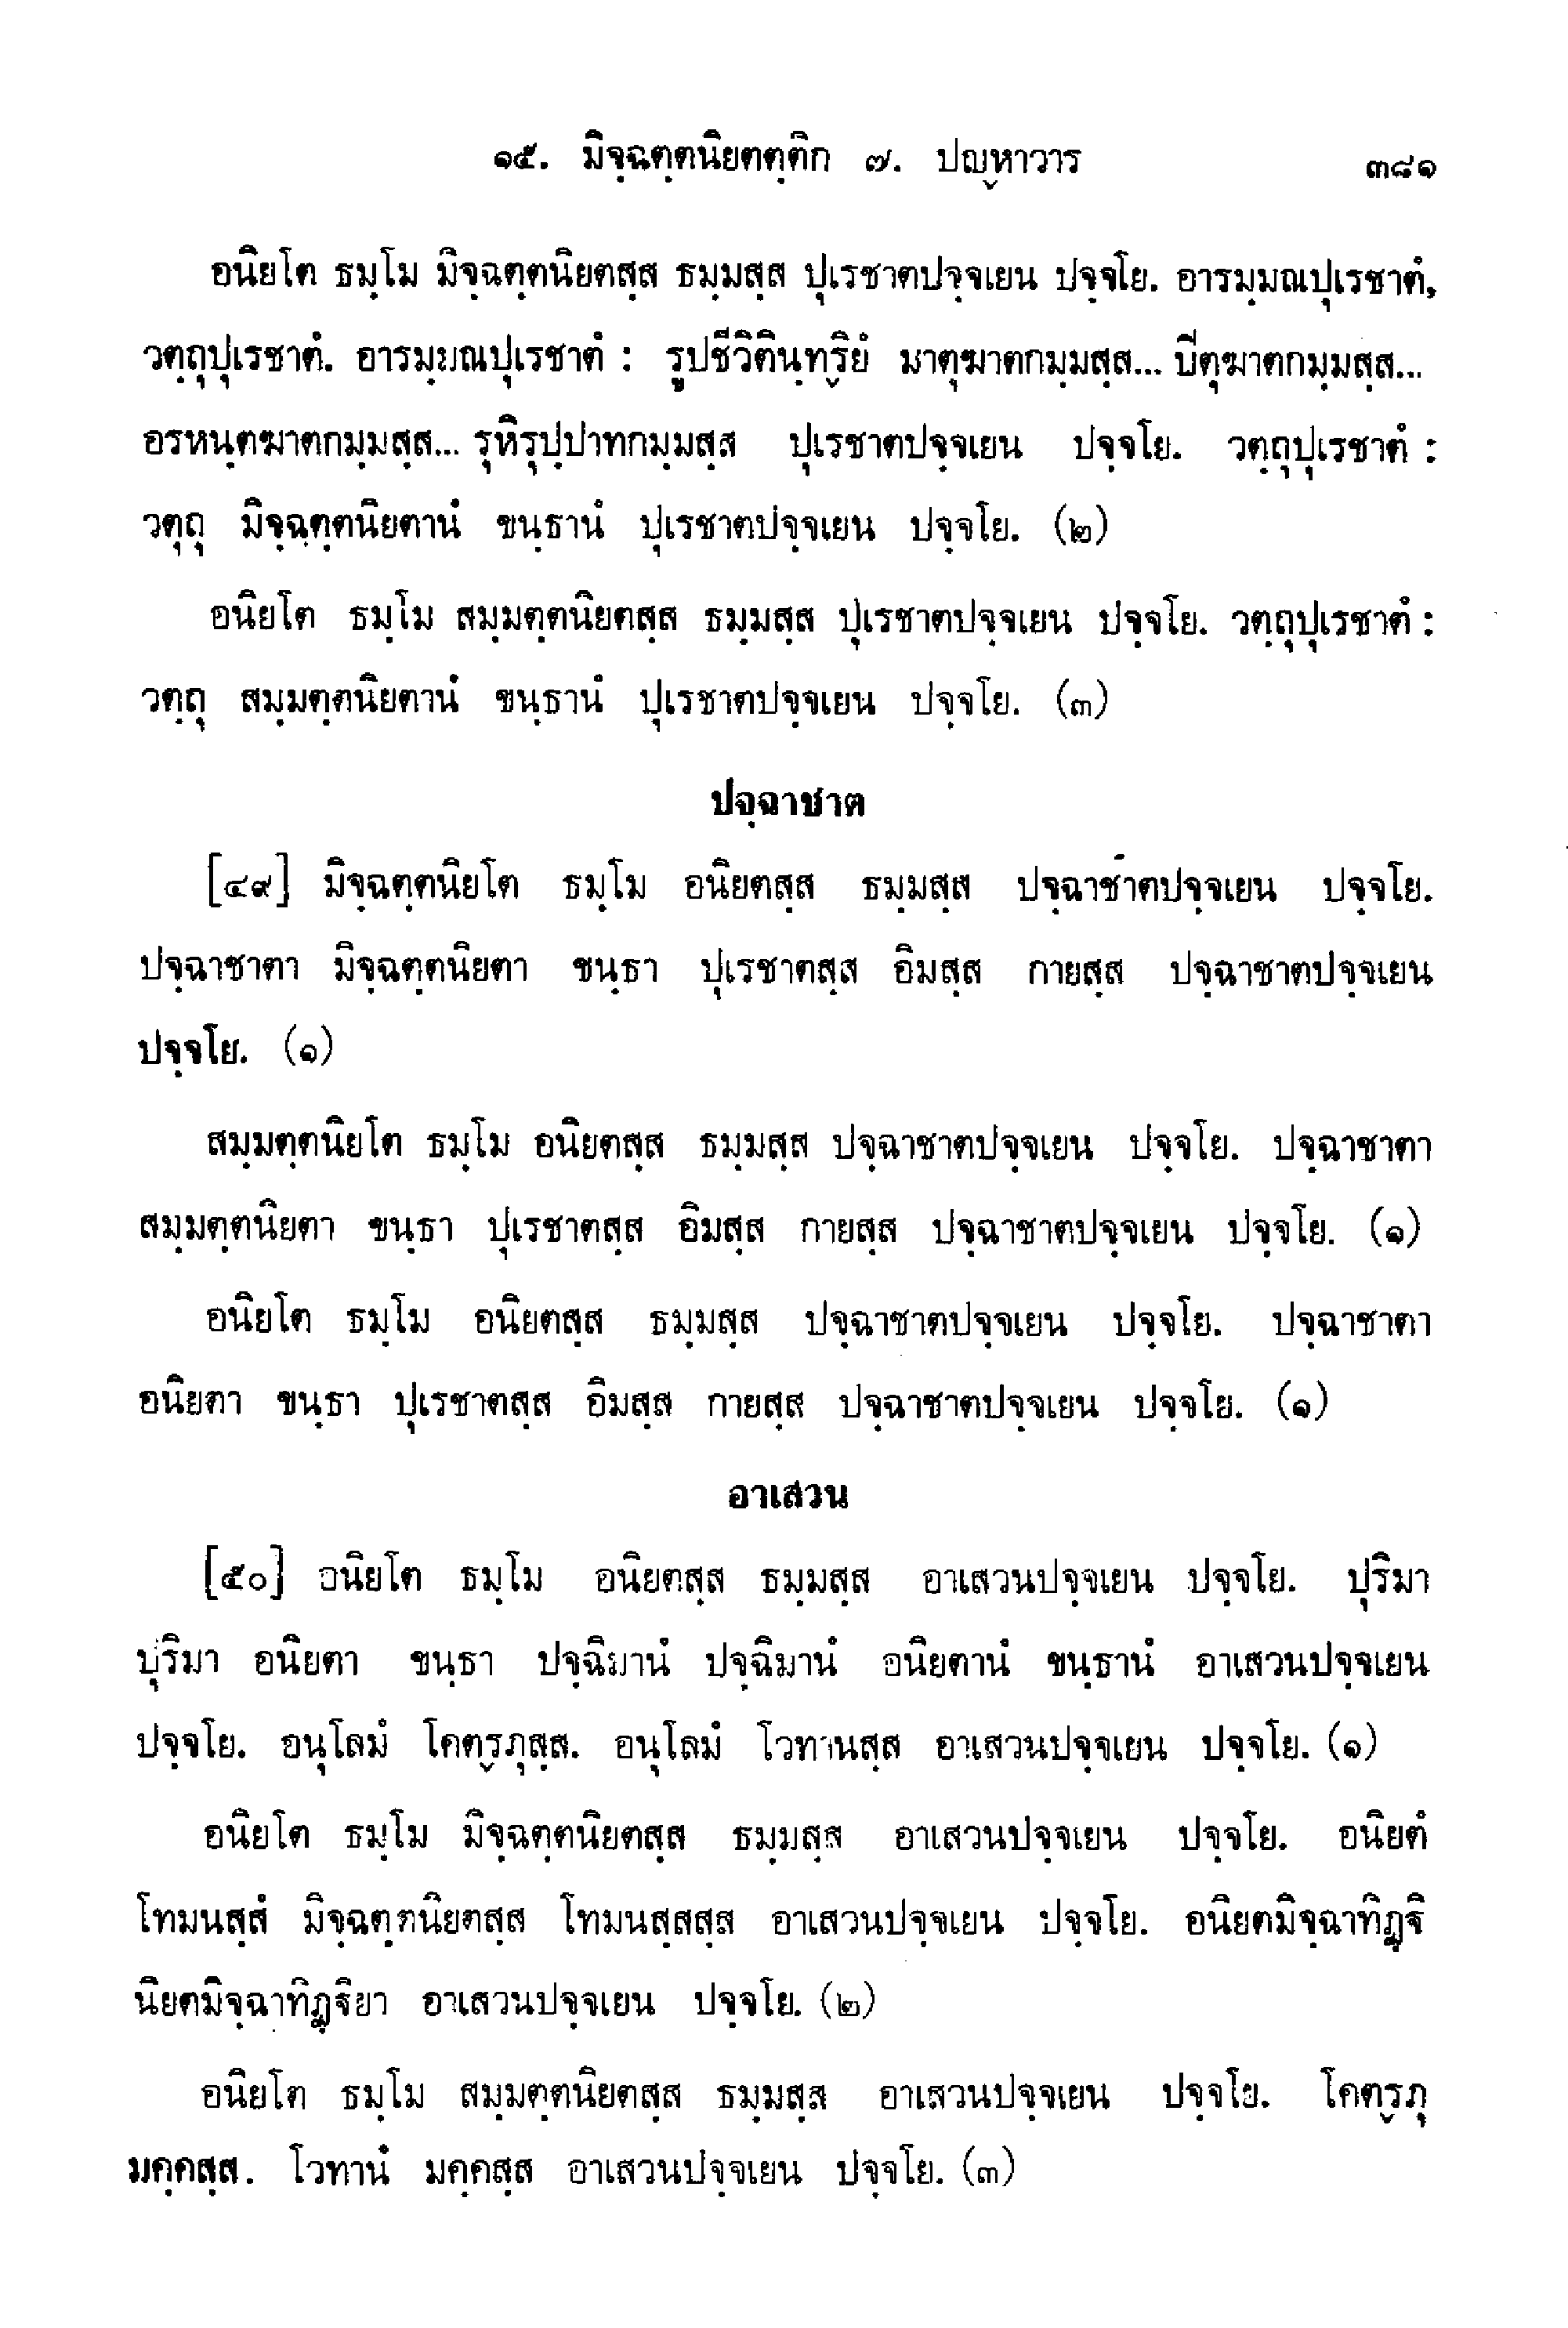 ๑๕. มิจฺฉตฺตนิยตตฺติก ๗. ปญฺหาวาร ๓๘๑
อนิยโต ธมฺโม มิจฺฉตฺตนิยตสฺส ธมฺมสฺส ปุเรชาตปจฺจเยน ปจฺจโย. อารมฺมณปุเรชาตํ,
วตฺถุปุเรชาตํ. อารมฺมณปุเรชาตํ : รูปชีวิตินฺทฺริยํ มาตุฆาตกมฺมสฺส... ปีตุฆาตกมฺมสฺส...
อรหนฺตฆาตกมฺมสฺส... รุหิรุปฺปาทกมฺมสฺส ปุเรชาตปจฺจเยน ปจฺจโย. วตฺถุปุเรชาตํ :
วตฺถุ มิจฺฉตฺตนิยตานํ ขนฺธานํ ปุเรชาตปจฺจเยน ปจฺจโย. (๒)
อนิยโต ธมฺโม สมฺมตฺตนิยตสฺส ธมฺมสฺส ปุเรชาตปจฺจเยน ปจฺจโย. วตฺถุปุเรชาตํ :
วตฺถุ สมฺมตฺตนิยตานํ ขนฺธานํ ปุเรชาตปจฺจเยน ปจฺจโย. (๓)
ปจฺฉาชาต
[๔๙] มิจฺฉตฺตนิยโต ธมฺโม อนิยตสฺส ธมฺมสฺส ปจฺฉาชาตปจฺจเยน ปจฺจโย.
ปจฺฉาชาตา มิจฺฉตฺตนิยตา ขนฺธา ปุเรชาตสฺส อิมสฺส กายสฺส ปจฺฉาชาตปจฺจเยน
ปจฺจโย. (๑)
สมฺมตฺตนิยโต ธมฺโม อนิยตสฺส ธมฺมสฺส ปจฺฉาชาตปจฺจเยน ปจฺจโย. ปจฺฉาชาตา
สมฺมตฺตนิยตา ขนฺธา ปุเรชาตสฺส อิมสฺส กายสฺส ปจฺฉาชาตปจฺจเยน ปจฺจโย. (๑)
อนิยโต ธมฺโม อนิยตสฺส ธมฺมสฺส ปจฺฉาชาตปจฺจเยน ปจฺจโย. ปจฺฉาชาตา
อนิยตา ขนฺธา ปุเรชาตสฺส อิมสฺส กายสฺส ปจฺฉาชาตปจฺจเยน ปจฺจโย. (๑)
อาเสวน
[๕๐] อนิยโต ธมฺโม อนิยตสฺส ธมฺมสฺส อาเสวนปจฺจเยน ปจฺจโย. ปุริมา
ปุริมา อนิยตา ขนฺธา ปจฺฉิมานํ ปจฺฉิมานํ อนิยตานํ ขนฺธานํ อาเสวนปจฺจเยน
ปจฺจโย. อนุโลมํ โคตฺรภุสฺส. อนุโลมํ โวทานสฺส อาเสวนปจฺจเยน ปจฺจโย. (๑)
อนิยโต ธมฺโม มิจฺฉตฺตนิยตสฺส ธมฺมสฺส อาเสวนปจฺจเยน ปจฺจโย. อนิยตํ
โทมนสฺสํ มิจฺฉตฺตนิยตสฺส โทมนสฺสสฺส อาเสวนปจฺจเยน ปจฺจโย. อนิยตมิจฺฉาทิฏฺฐิ
นิยตมิจฺฉาทิฏฺฐิยา อาเสวนปจฺจเยน ปจฺจโย. (๒)
อนิยโต ธมฺโม สมฺมตฺตนิยตสฺส ธมฺมสฺส อาเสวนปจฺจเยน ปจฺจโย. โคตฺรภุ
มคฺคสฺส. โวทานํ มคฺคสฺส อาเสวนปจฺจเยน ปจฺจโย. (๓)